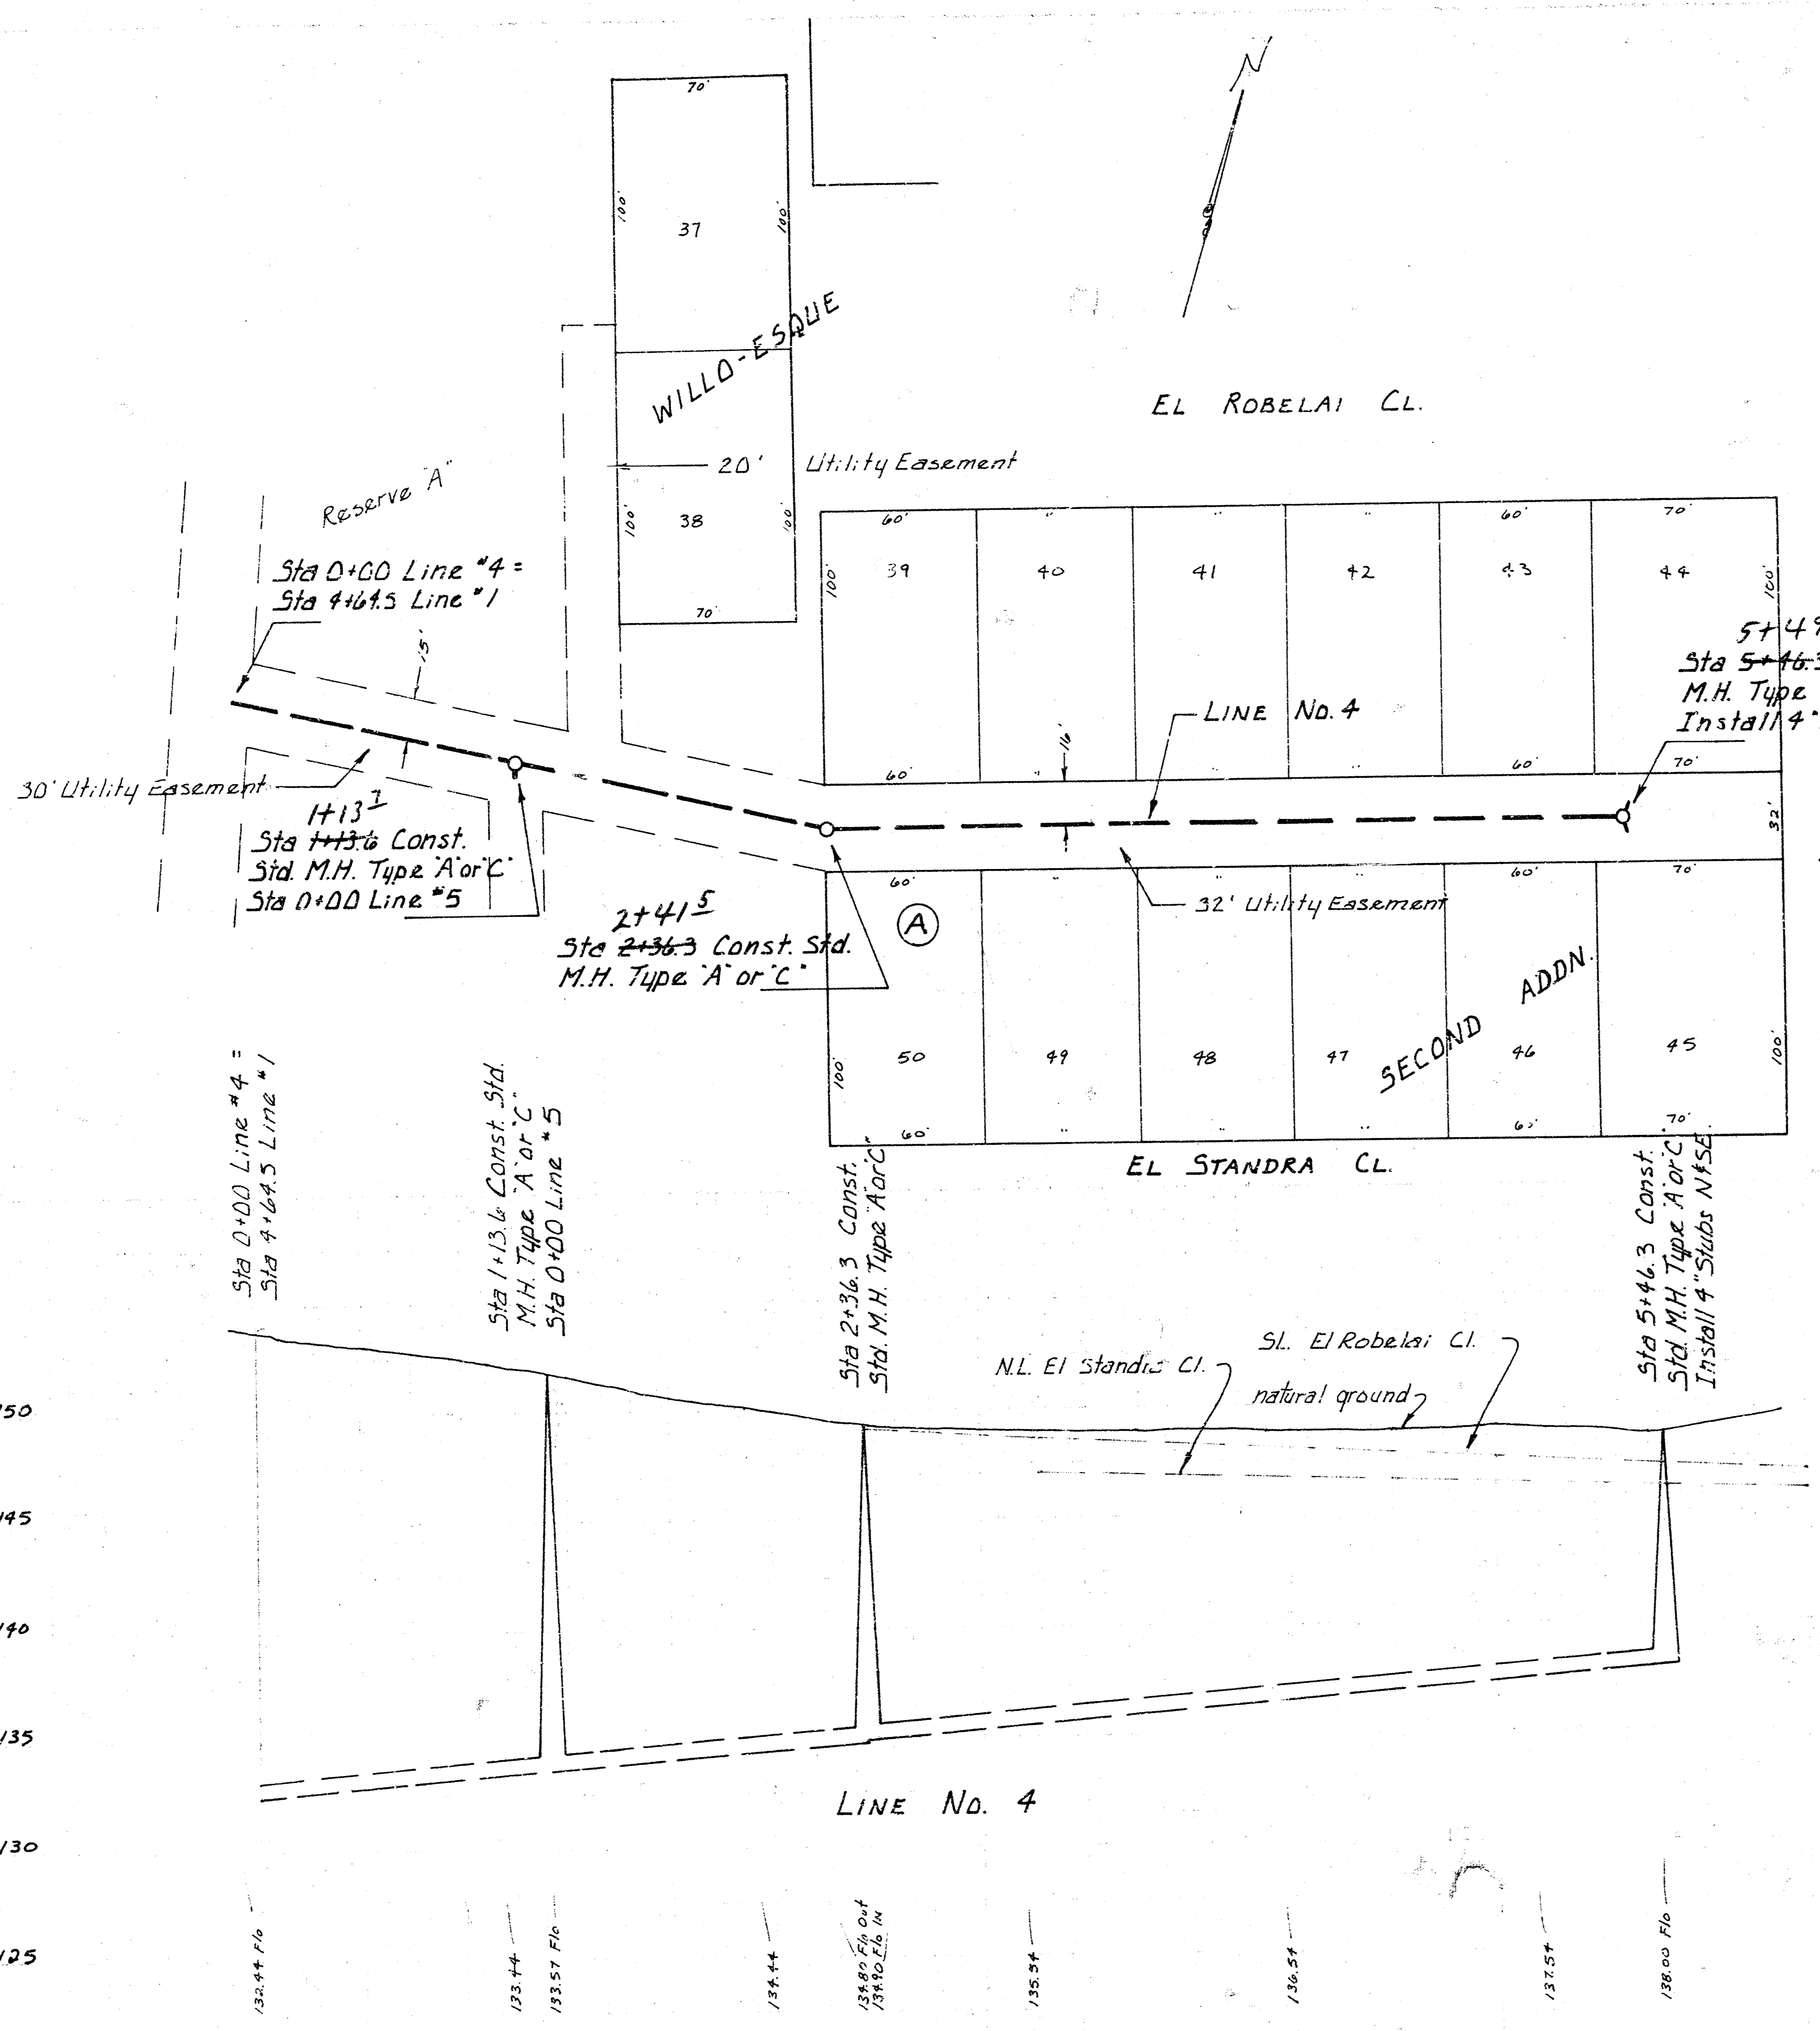 N
70'
100'
37
100'
WILLO-ESQUE
EL ROBELAI CL.
20' Utility Easement
Reserve "A"
100'
38
100'
70'
60'
"
"
"
60'
70'
Sta 0+00 Line #4 =
Sta 4+64.5 Line #1
100'
39
40
41
42
43
44
100'
15'
5+49
Sta 5+46.3
M.H. Type
Install 4"
LINE NO. 4
16'
60'
"
"
"
60'
70'
30' Utility Easement
32'
1+13 7
Sta 1+13.6 Const.
Std. M.H. Type "A" or "C"
Sta 0+00 Line #5
60'
60'
70'
32' Utility Easement
A
2+41 5
Sta 2+36.3 Const. Std.
M.H. Type "A" or "C"
SECOND ADDN.
100'
50
49
48
47
46
45
100'
60'
"
"
"
60'
70'
EL STANDRA CL.
Sta 0+00 Line #4 =
Sta 4+64.5 Line #1
Sta 1+13.6 Const. Std.
M.H. Type "A" or "C"
Sta 0+00 Line #5
Sta 2+36.3 Const.
Std. M.H. Type "A" or "C"
Sta 5+46.3 Const.
Std. M.H. Type "A" or "C"
Install 4" Stubs N & SE.
N.L. El Standra Cl.
S.L. El Robelai Cl.
natural ground
150
145
140
135
130
125
LINE NO. 4
132.44 Flo
133.44
133.57 Flo
134.44
134.80 Flo Out
134.90 Flo IN
135.54
136.54
137.54
138.00 Flo